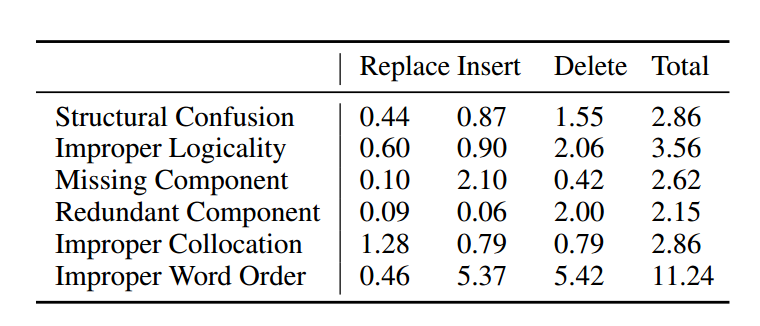 Replace Insert Delete Total
Structural Confusion 0.44 0.87 1.55 2.86
Improper Logicality 0.60 0.90 2.06 3.56
Missing Component 0.10 2.10 0.42 2.62
Redundant Component 0.09 0.06 2.00 2.15
Improper Collocation 1.28 0.79 0.79 2.86
Improper Word Order 0.46 5.37 5.42 11.24